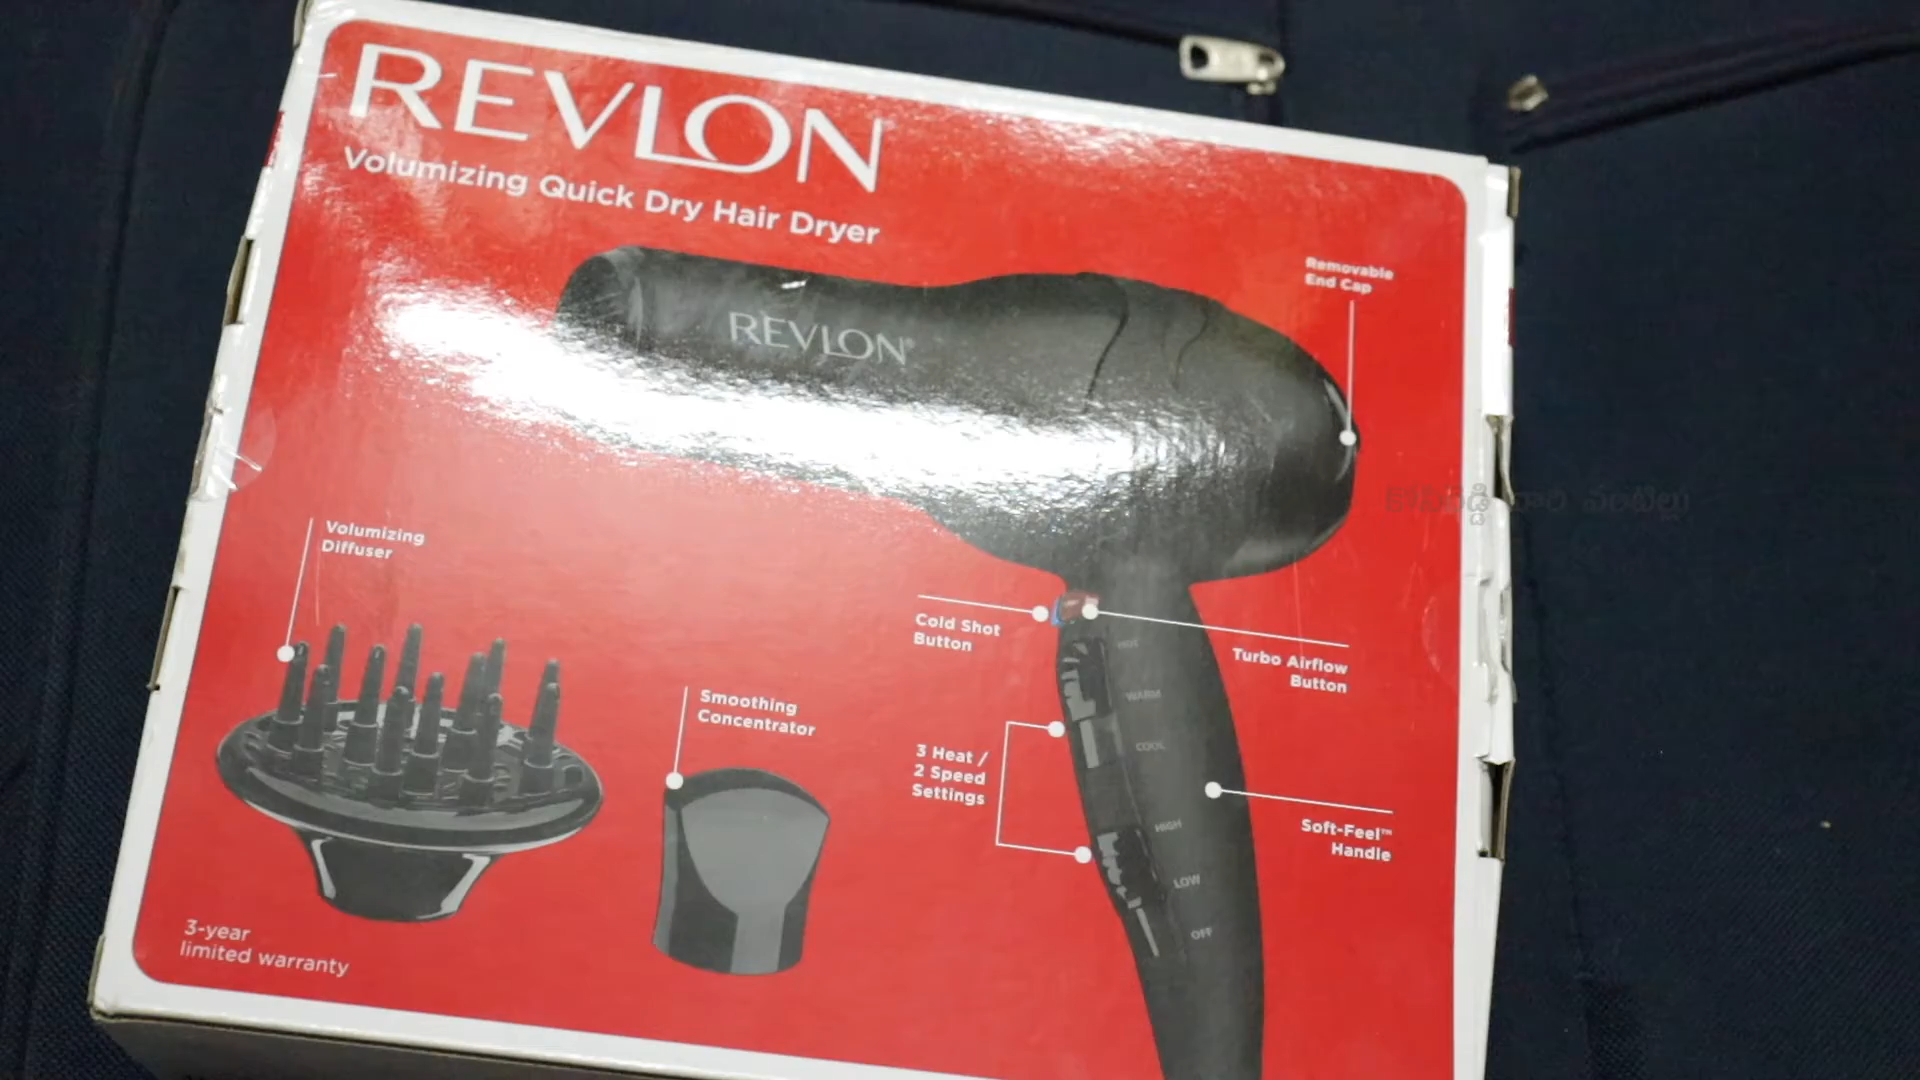 REVLON
Volumizing Quick Dry Hair Dryer
Removable
End Cap
REVLON®
Volumizing
Diffuser
Cold Shot
Button
Turbo Airflow
Button
HOT
WARM
COOL
Smoothing
Concentrator
3 Heat /
2 Speed
Settings
HIGH
LOW
OFF
Soft-Feel™
Handle
3-year
limited warranty